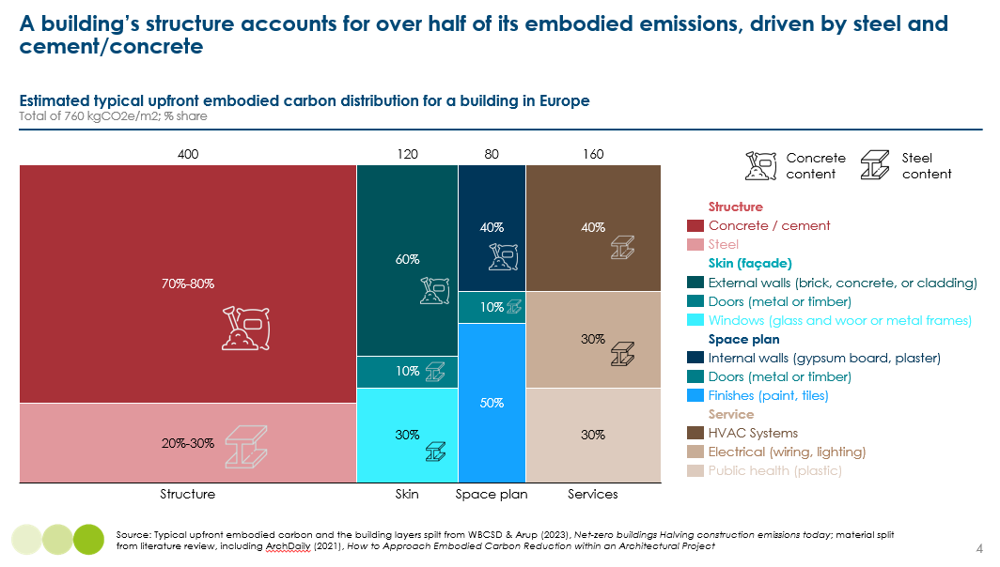 A building’s structure accounts for over half of its embodied emissions, driven by steel and
cement/concrete
Estimated typical upfront embodied carbon distribution for a building in Europe
Total of 760 kgCO2e/m2; % share
400 120 80 160
Concrete content
Steel content
70%-80%
20%-30%
60%
10%
30%
40%
10%
50%
40%
30%
30%
Structure Skin Space plan Services
Structure
Concrete / cement
Steel
Skin (façade)
External walls (brick, concrete, or cladding)
Doors (metal or timber)
Windows (glass and woor or metal frames)
Space plan
Internal walls (gypsum board, plaster)
Doors (metal or timber)
Finishes (paint, tiles)
Service
HVAC Systems
Electrical (wiring, lighting)
Public health (plastic)
Source: Typical upfront embodied carbon and the building layers spilt from WBCSD & Arup (2023), Net-zero buildings Halving construction emissions today; material split
from literature review, including ArchDaily (2021), How to Approach Embodied Carbon Reduction within an Architectural Project
4